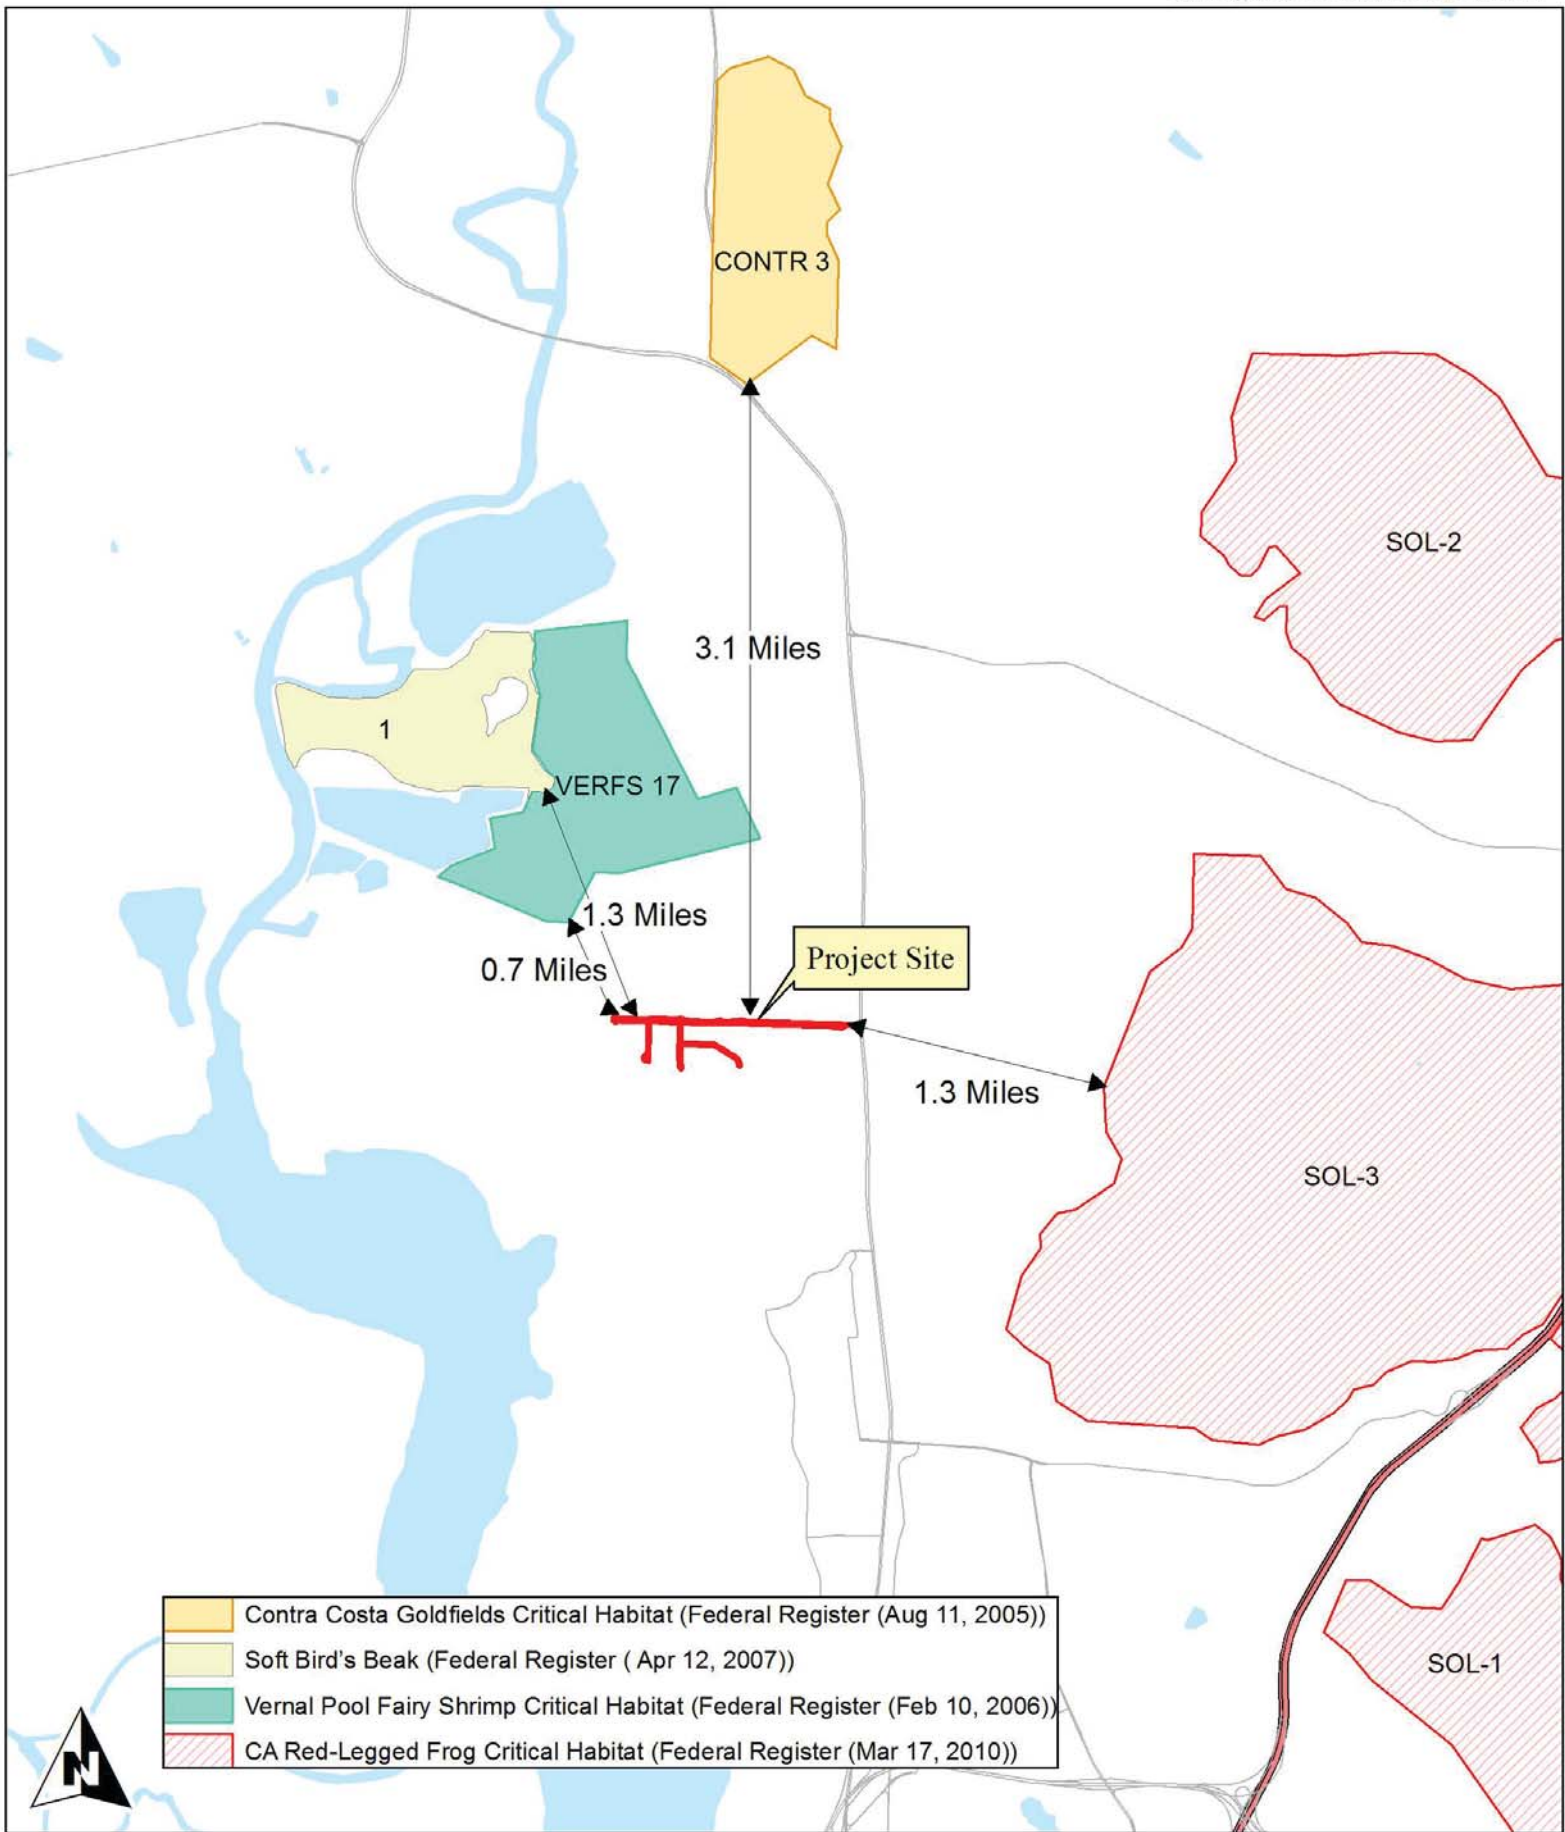 CONTR 3
SOL-2
3.1 Miles
1
VERFS 17
1.3 Miles
Project Site
0.7 Miles
1.3 Miles
SOL-3
Contra Costa Goldfields Critical Habitat (Federal Register (Aug 11, 2005))
Soft Bird's Beak (Federal Register ( Apr 12, 2007))
SOL-1
Vernal Pool Fairy Shrimp Critical Habitat (Federal Register (Feb 10, 2006))
CA Red-Legged Frog Critical Habitat (Federal Register (Mar 17, 2010))
N